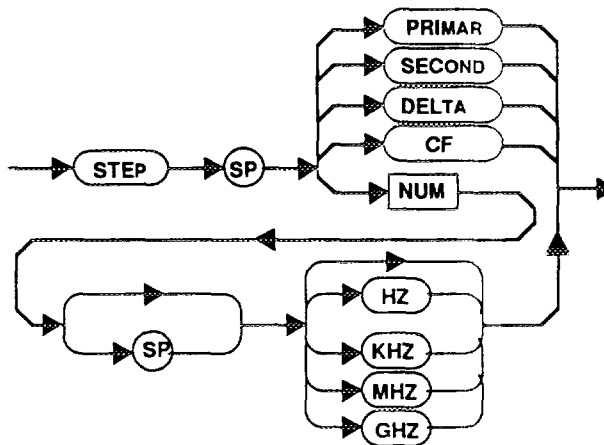 PRIMAR
SECOND
DELTA
CF
STEP SP
NUM
SP
HZ
KHZ
MHZ
GHZ